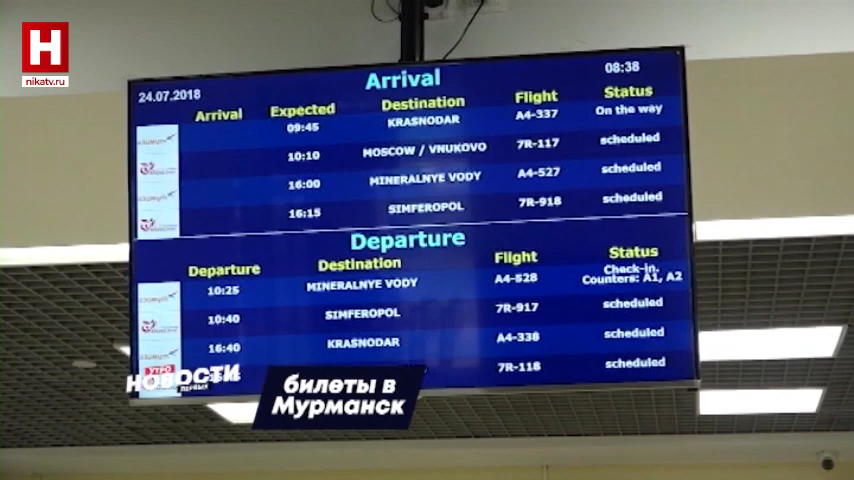 Н
nikatv.ru
24.07.2018 Arrival 08:38
Arrival Expected Destination Flight Status
09:45 KRASNODAR A4-337 On the way
10:10 MOSCOW / VNUKOVO 7R-117 scheduled
16:00 MINERALNYE VODY A4-527 scheduled
16:15 SIMFEROPOL 7R-918 scheduled
Departure
Departure Destination Flight Status
10:25 MINERALNYE VODY A4-528 Check-in, Counters: A1, A2
10:40 SIMFEROPOL 7R-917 scheduled
16:40 KRASNODAR A4-338 scheduled
7R-118 scheduled
УТРО
ПЕРВЫХ
НОВОСТИ
билеты в
Мурманск